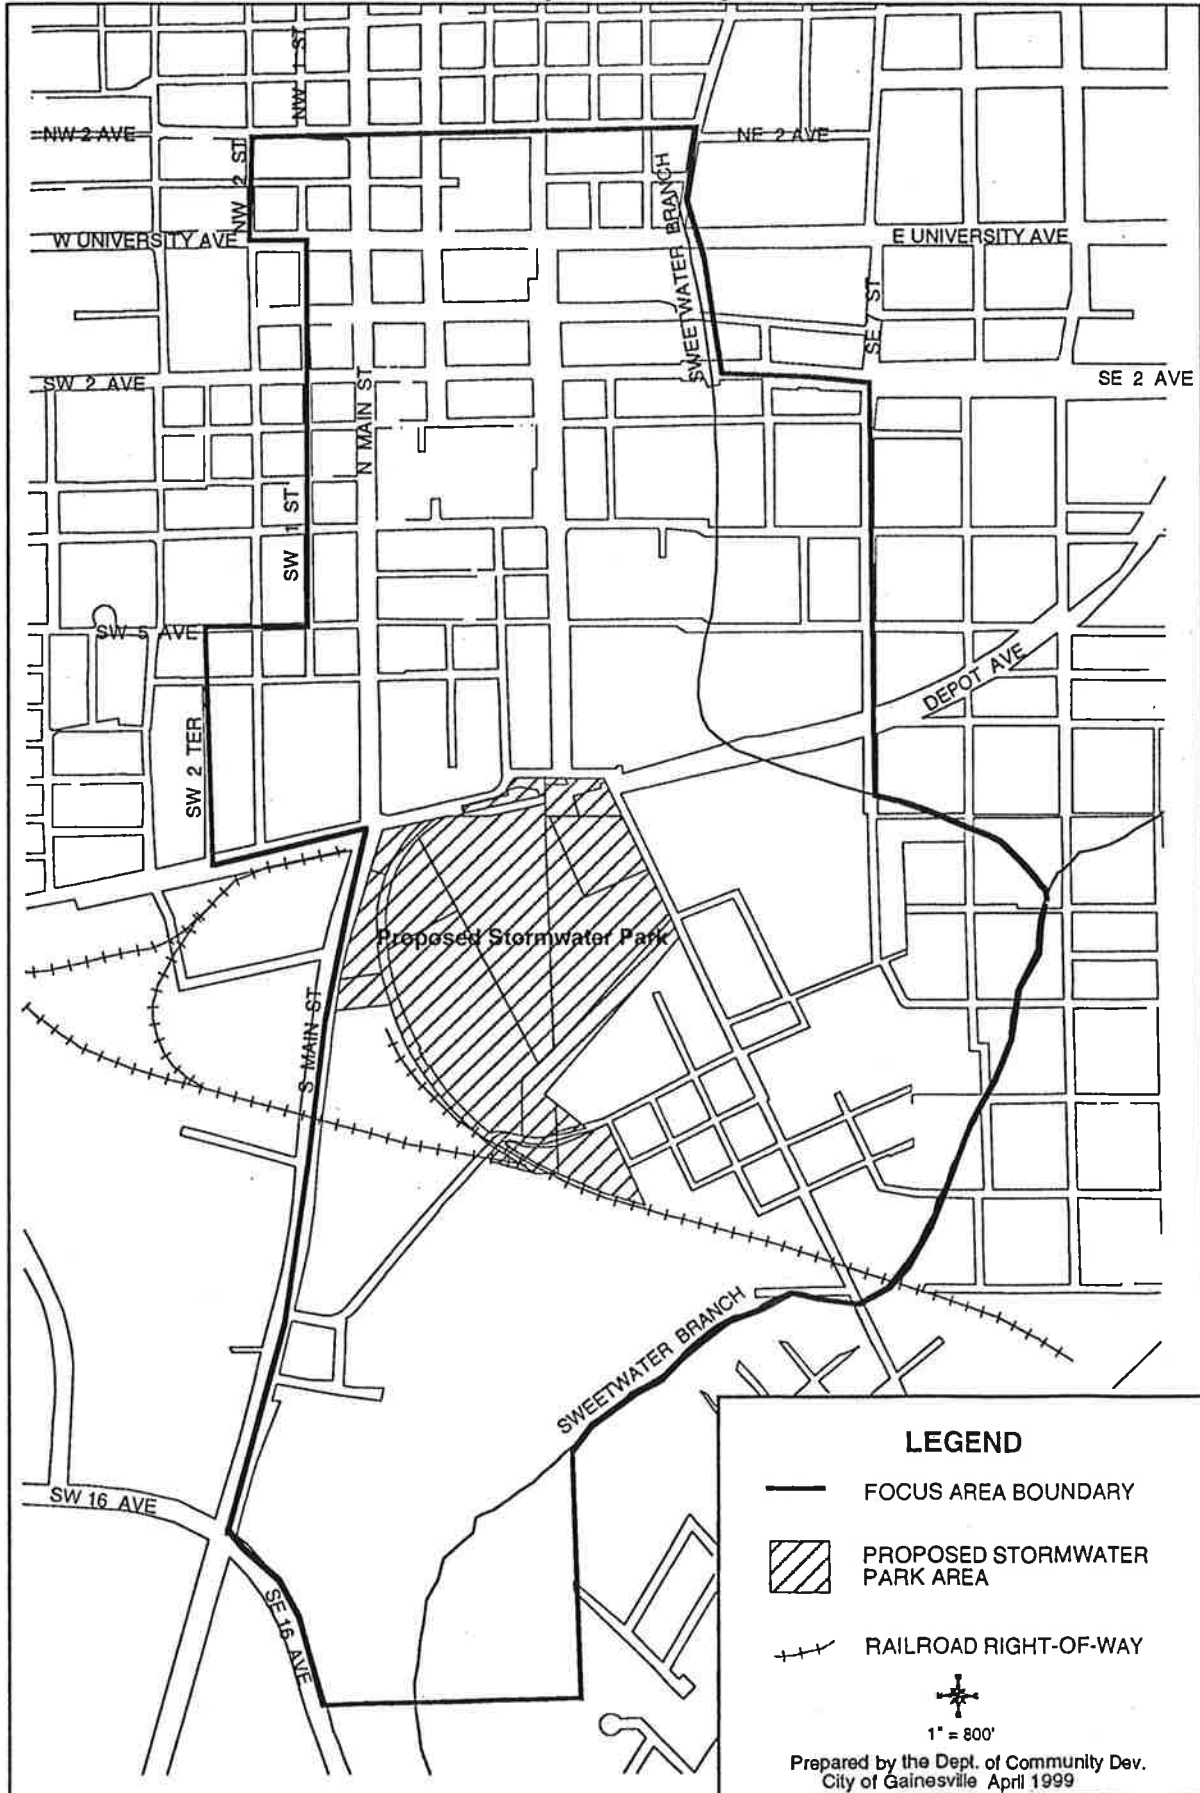 NW 1 ST
NW 2 AVE
NE 2 AVE
NW 2 ST
SWEETWATER BRANCH
W UNIVERSITY AVE
E UNIVERSITY AVE
SE 7 ST
SW 2 AVE
SE 2 AVE
N MAIN ST
SW 1 ST
SW 5 AVE
DEPOT AVE
SW 2 TER
Proposed Stormwater Park
S MAIN ST
SWEETWATER BRANCH
SW 16 AVE
SE 16 AVE
LEGEND
FOCUS AREA BOUNDARY
PROPOSED STORMWATER
PARK AREA
RAILROAD RIGHT-OF-WAY
1" = 800'
Prepared by the Dept. of Community Dev.
City of Gainesville April 1999